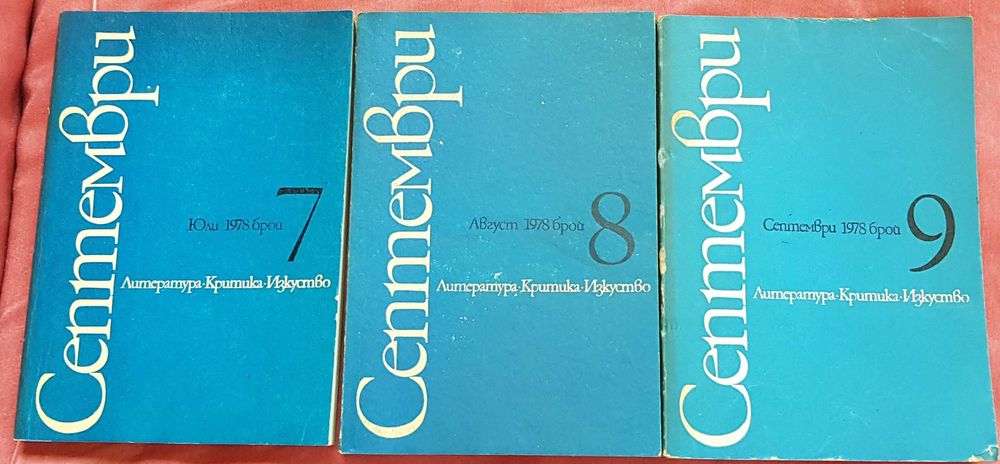 Септември
Юли 1978 брой 7
Литература·Критика·Изкуство
Септември
Август 1978 брой 8
Литература·Критика·Изкуство
Септември
Септември 1978 брой 9
Литература·Критика·Изкуство